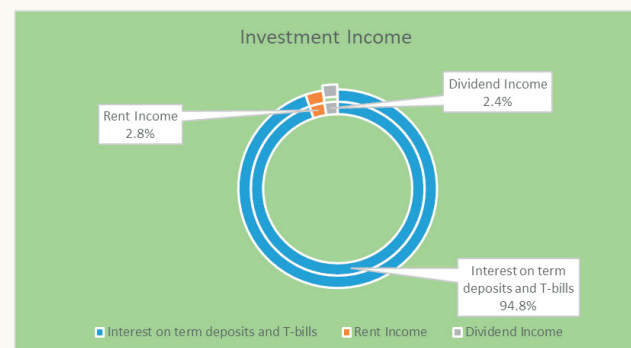 Investment Income
Dividend Income
2.4%
Rent Income
2.8%
Interest on term
deposits and T-bills
94.8%
Interest on term deposits and T-bills
Rent Income
Dividend Income